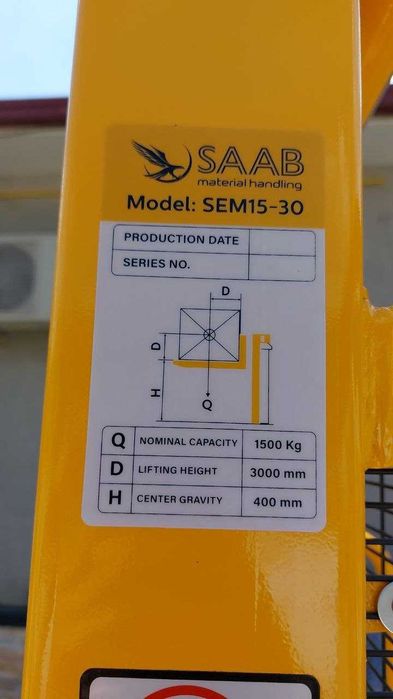 SAAB
material handling
Model: SEM15-30
PRODUCTION DATE
SERIES NO.
D
D
H
Q
Q NOMINAL CAPACITY 1500 Kg
D LIFTING HEIGHT 3000 mm
H CENTER GRAVITY 400 mm